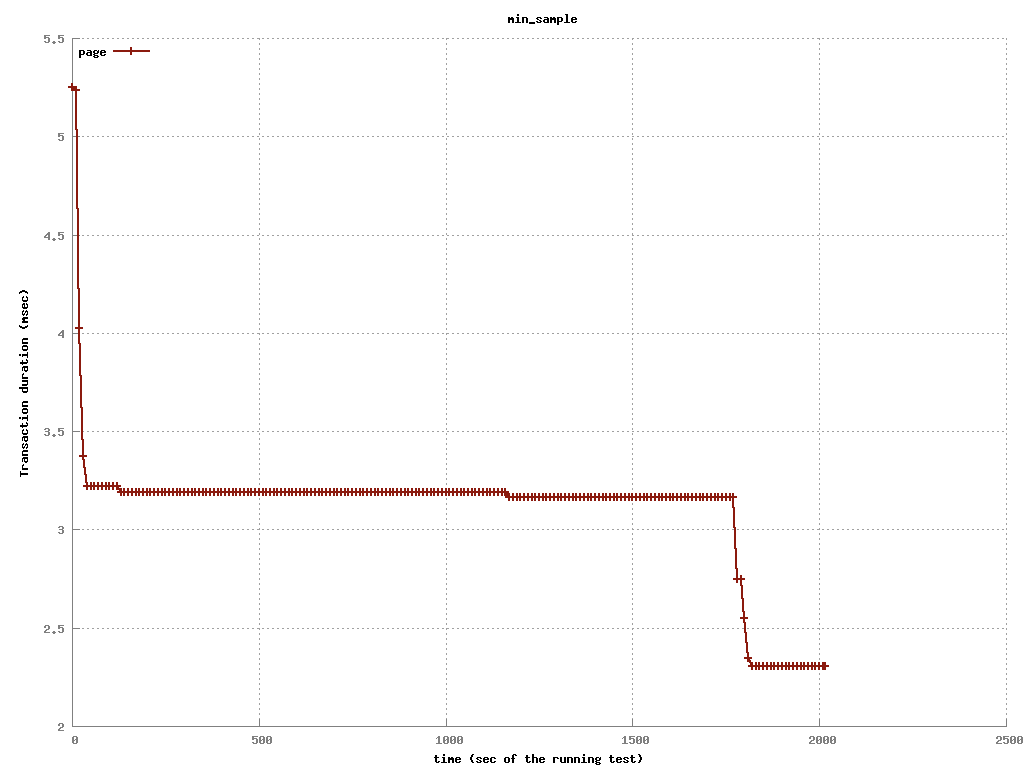 min_sample
5.5
page
5
4.5
4
3.5
3
2.5
2
Transaction duration (msec)
0 500 1000 1500 2000 2500
time (sec of the running test)